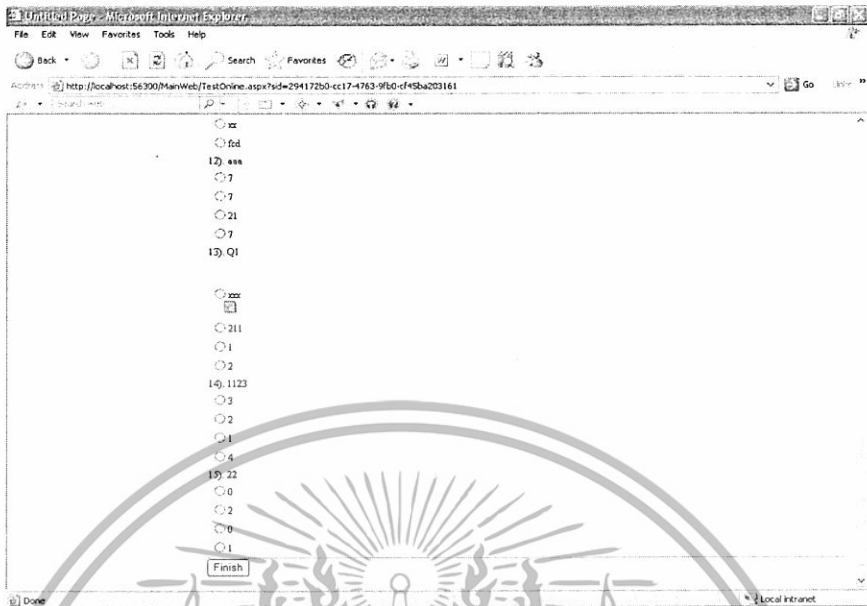 Untitled Page - Microsoft Internet Explorer
File Edit View Favorites Tools Help
Back Search Favorites
Address http://localhost:56300/MainWeb/TestOnline.aspx?sid=294172b0-cc17-4763-9fb0-cf45ba203161 Go Links »
xx
fcd
12). aaa
7
7
21
7
13). Q1
xxx
211
1
2
14). 1123
3
2
1
4
15). 22
0
2
0
1
Finish
Done Local intranet